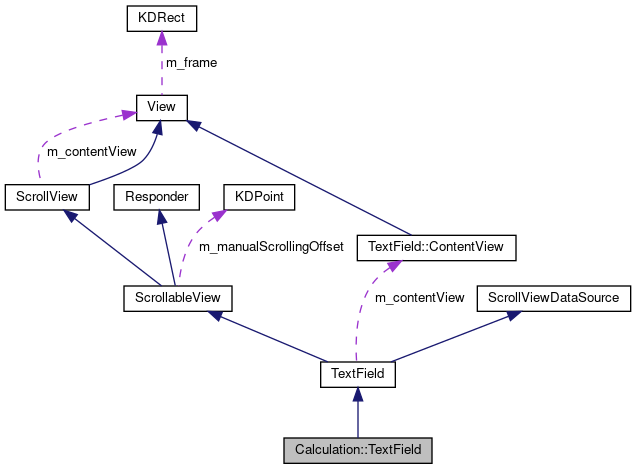 KDRect
m_frame
View
m_contentView
ScrollView
Responder
KDPoint
m_manualScrollingOffset
TextField::ContentView
ScrollableView
m_contentView
ScrollViewDataSource
TextField
Calculation::TextField